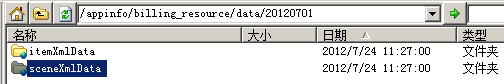 /appinfo/billing_resource/data/20120701
名称 大小 日期 类型
itemXmlData 2012/7/24 11:27:00 文件夹
sceneXmlData 2012/7/24 11:27:00 文件夹